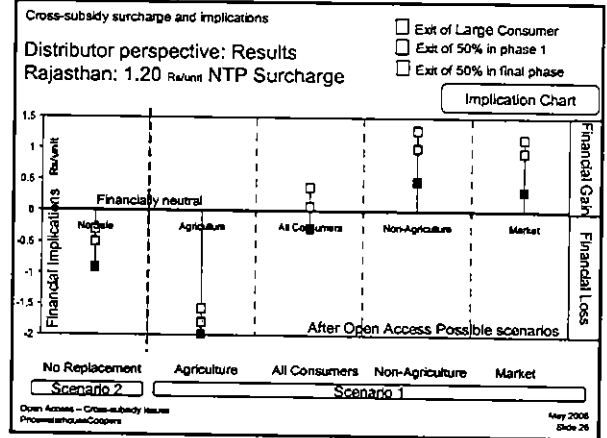 Cross-subsidy surcharge and implications
Distributor perspective: Results
Rajasthan: 1.20 Rs/unit NTP Surcharge
Exit of Large Consumer
Exit of 50% in phase 1
Exit of 50% in final phase
Implication Chart
1.5
1
0.5
0
-0.5
-1
-1.5
-2
Financial Implications Rs/unit
Financially neutral
No sale
Agriculture
All Consumers
Non-Agriculture
Market
Financial Gain
Financial Loss
After Open Access Possible scenarios
No Replacement
Agriculture
All Consumers
Non-Agriculture
Market
Scenario 2
Scenario 1
Open Access – Cross-subsidy issues
PricewaterhouseCoopers
May 2006
Slide 26